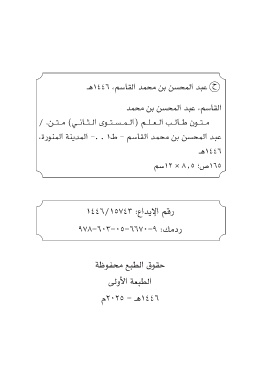 ح عبد المحسن بن محمد القاسم، ١٤٤٦هـ
القاسم، عبد المحسن بن محمد
متون طالب العلم (المستوى الثاني) متن. /
عبد المحسن بن محمد القاسم - ط١. .- المدينة المنورة،
١٤٤٦هـ
١٦٥ص؛ ٨,٥ × ١٢سم
رقم الإيداع: ١٤٤٦/١٥٧٤٣
ردمك: ٩-٦٦٧٠-٠٥-٦٠٣-٩٧٨
حقوق الطبع محفوظة
الطبعة الأولى
١٤٤٦هـ - ٢٠٢٥م